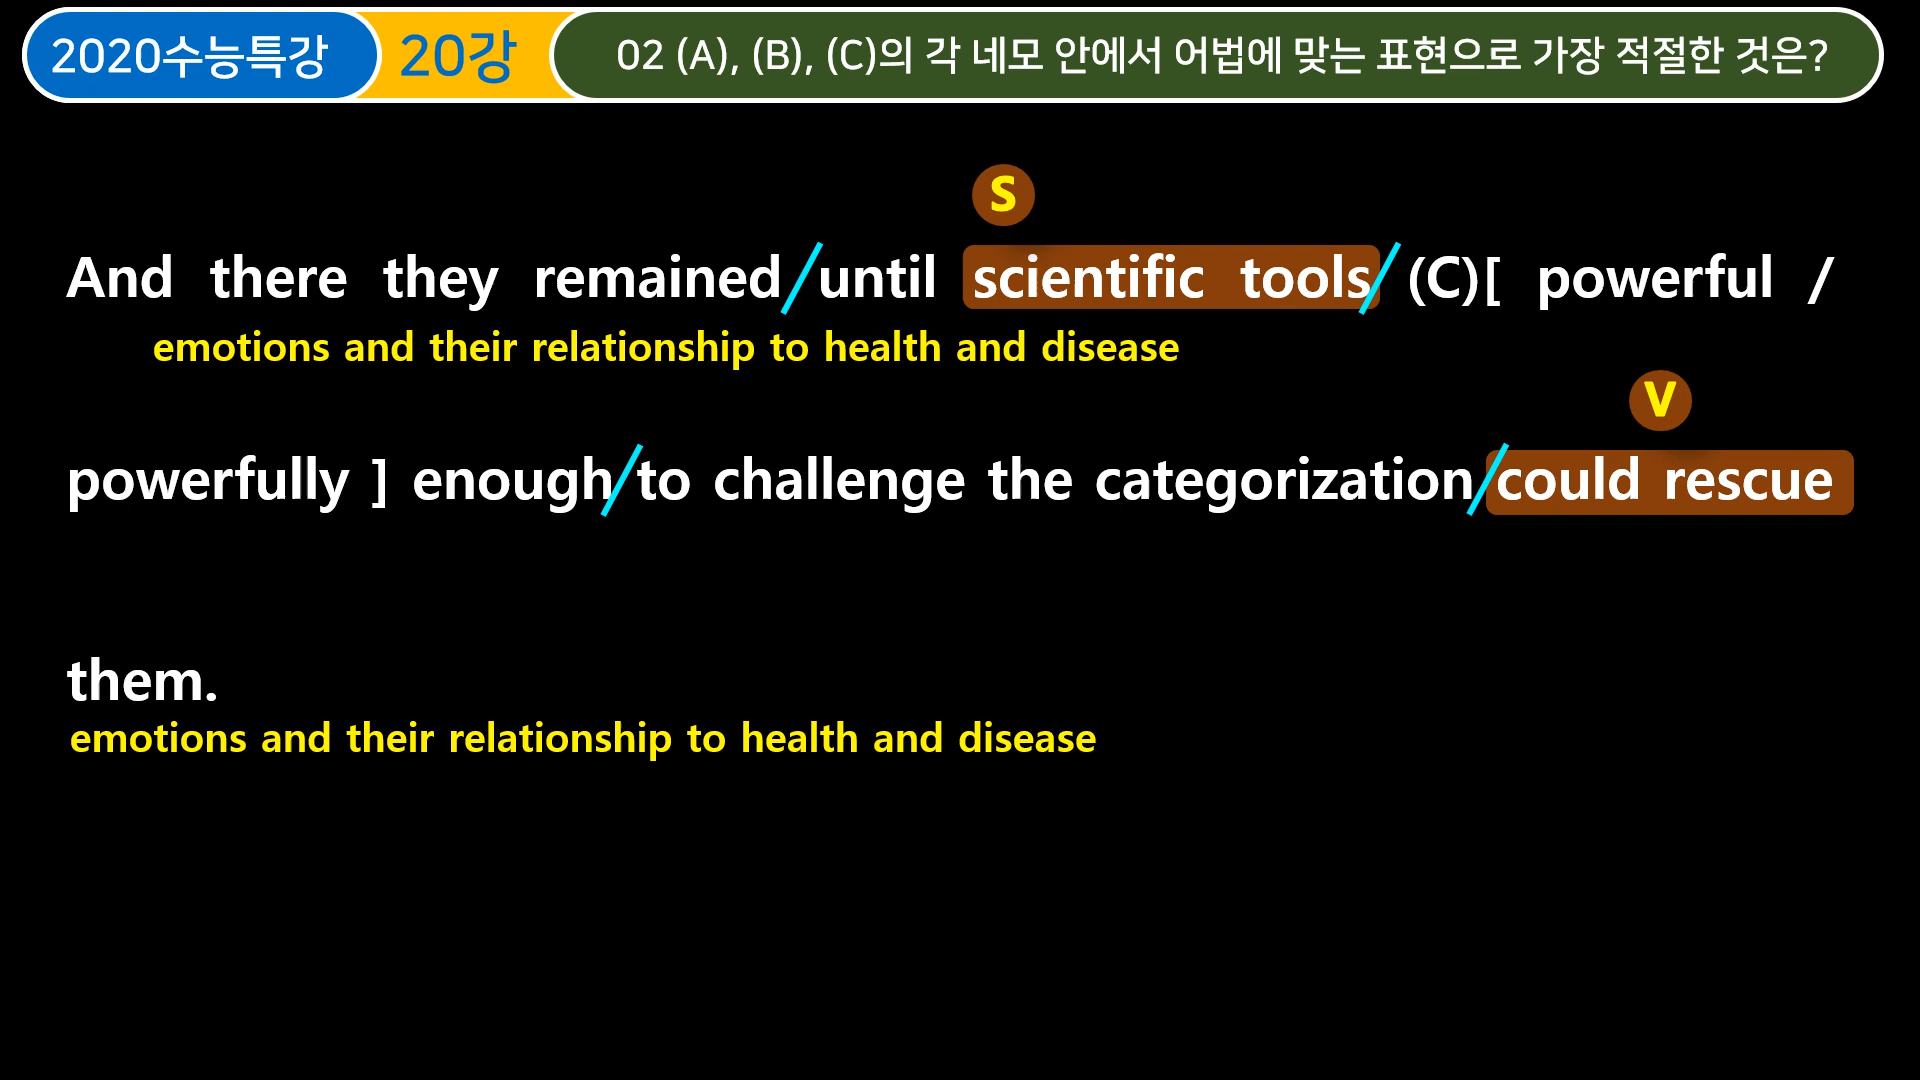 2020수능특강 20강 02 (A), (B), (C)의 각 네모 안에서 어법에 맞는 표현으로 가장 적절한 것은?
S
And there they remained / until scientific tools / (C)[ powerful /
emotions and their relationship to health and disease
V
powerfully ] enough / to challenge the categorization / could rescue
them.
emotions and their relationship to health and disease